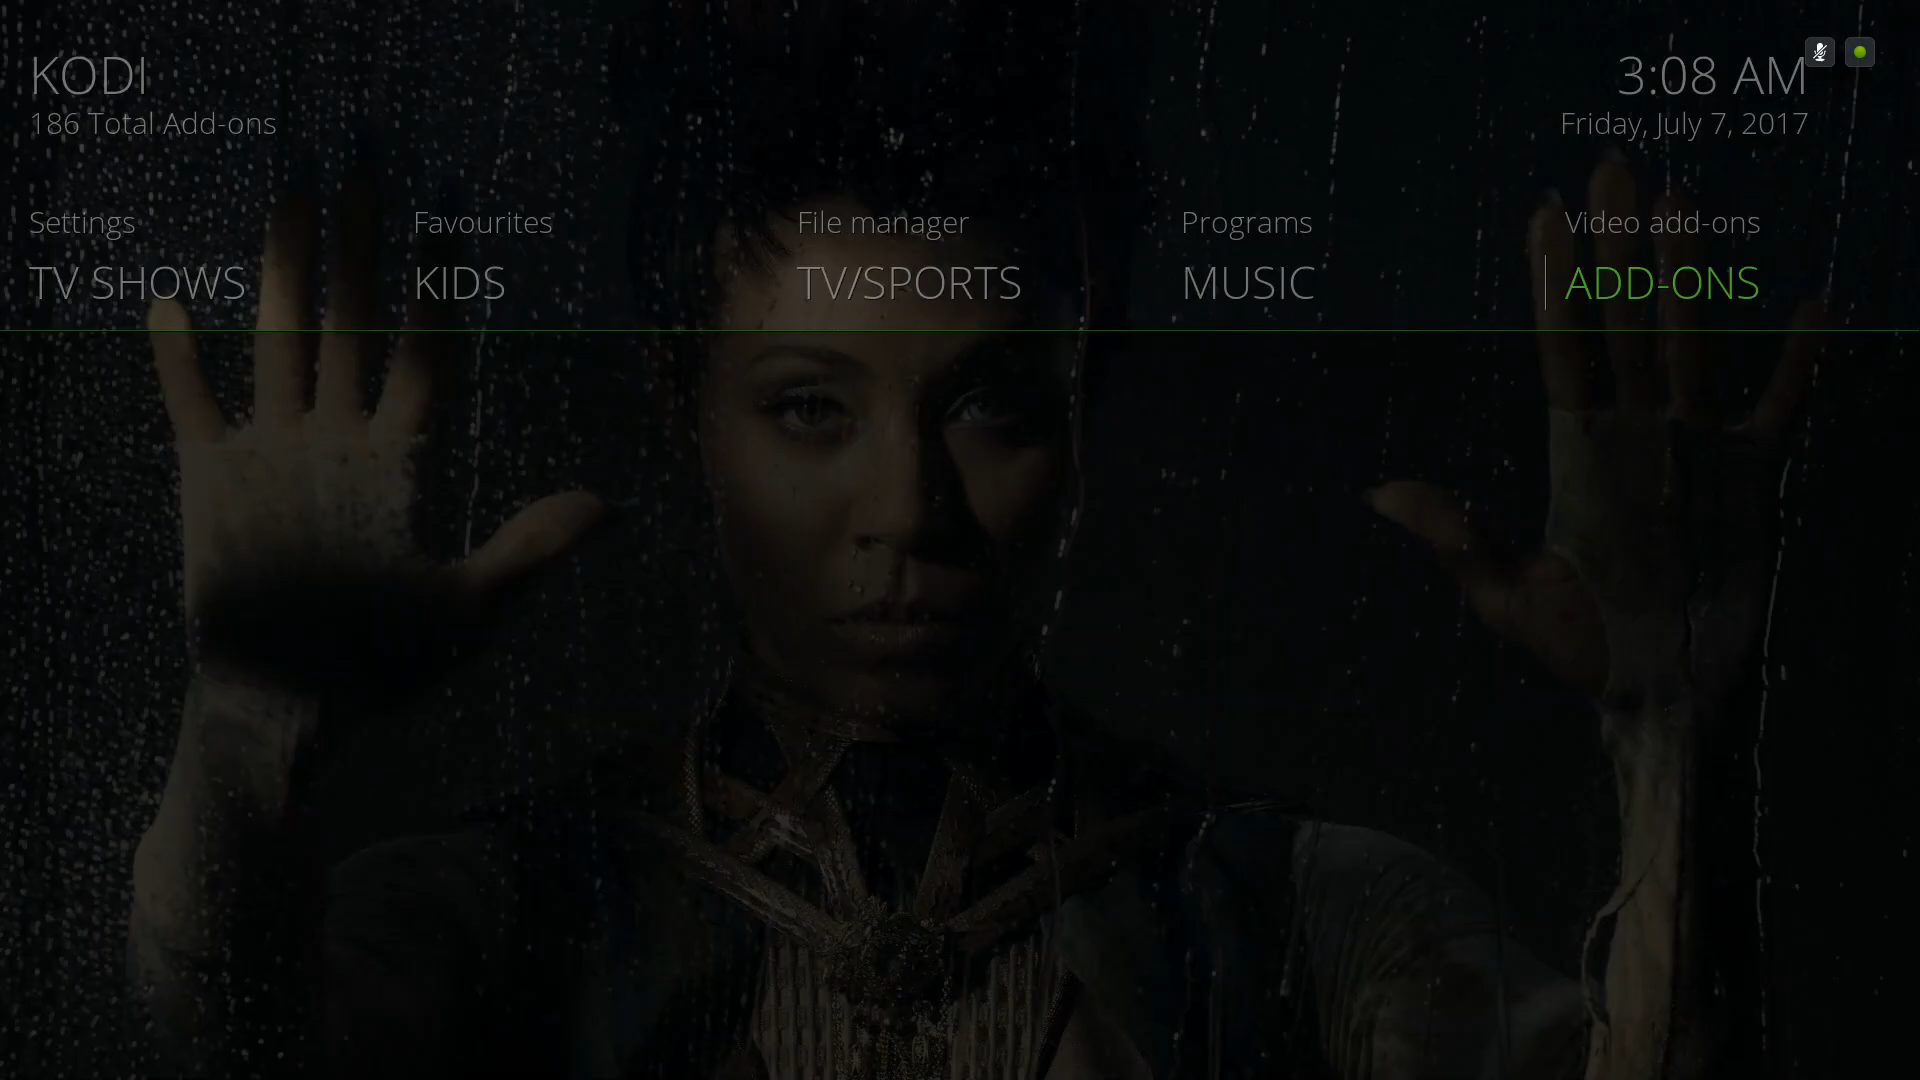 KODI
186 Total Add-ons
3:08 AM
Friday, July 7, 2017
Settings
Favourites
File manager
Programs
Video add-ons
TV SHOWS
KIDS
TV/SPORTS
MUSIC
ADD-ONS